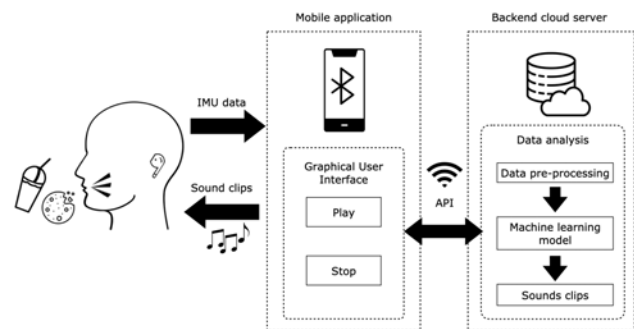 Mobile application
Backend cloud server
IMU data
Sound clips
Graphical User
Interface
Play
Stop
API
Data analysis
Data pre-processing
Machine learning
model
Sounds clips